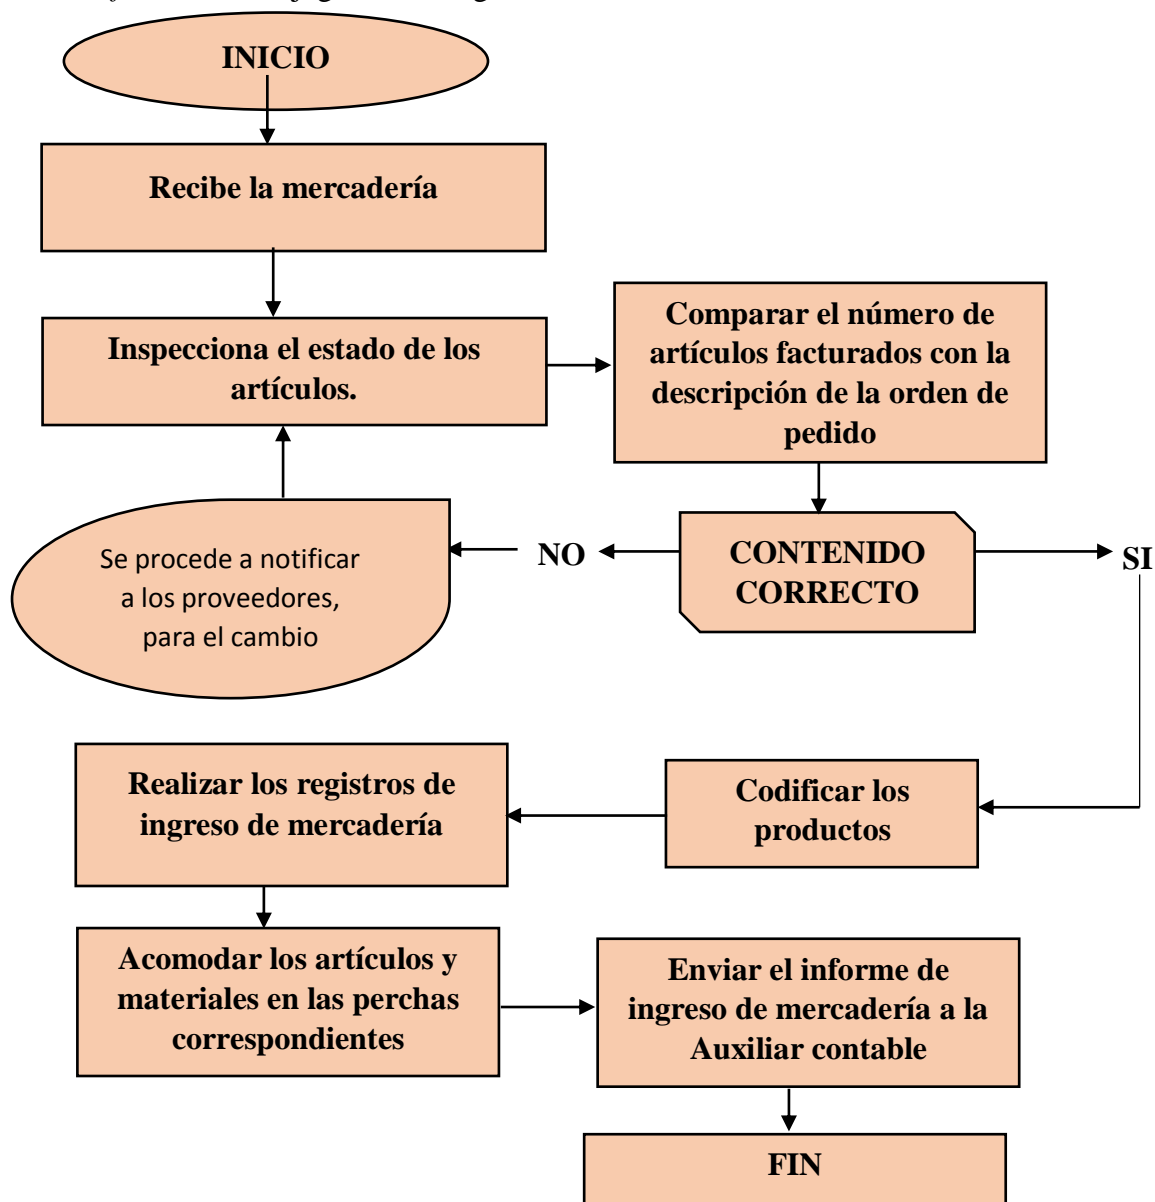 INICIO
Recibe la mercadería
Inspecciona el estado de los
artículos.
Comparar el número de
artículos facturados con la
descripción de la orden de
pedido
CONTENIDO
CORRECTO
NO
SI
Se procede a notificar
a los proveedores,
para el cambio
Codificar los
productos
Realizar los registros de
ingreso de mercadería
Acomodar los artículos y
materiales en las perchas
correspondientes
Enviar el informe de
ingreso de mercadería a la
Auxiliar contable
FIN